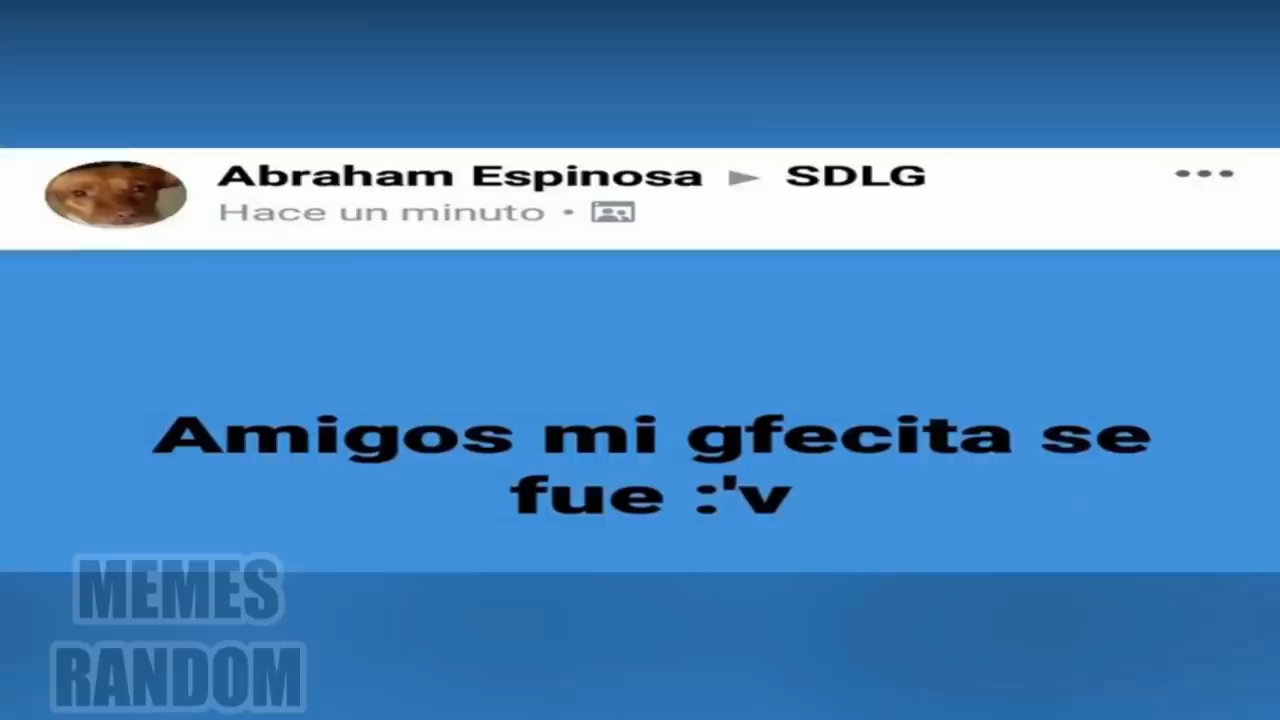 Abraham Espinosa ► SDLG
Hace un minuto •
Amigos mi gfecita se
fue :'v
MEMES
RANDOM